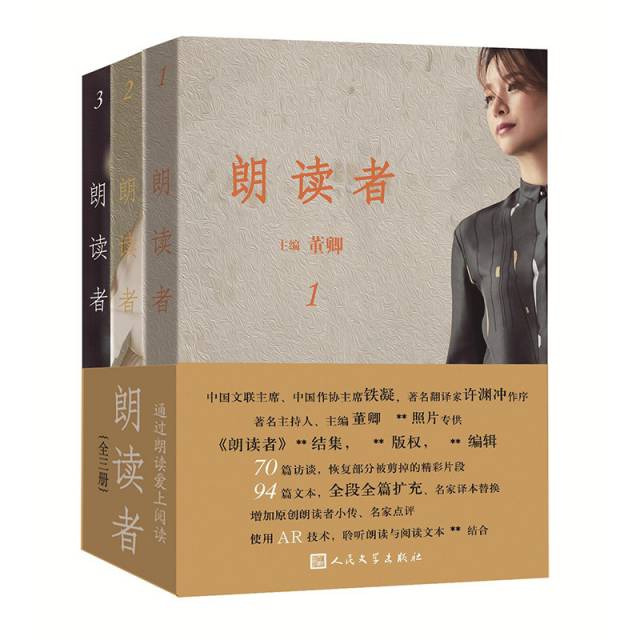 3
朗读者
2
朗读者
1
朗读者
朗读者
主编 董卿
1
朗读者
(全三册)
通过朗读爱上阅读
中国文联主席、中国作协主席铁凝,著名翻译家许渊冲作序
著名主持人、主编董卿 ** 照片专供
《朗读者》** 结集, ** 版权, ** 编辑
70篇访谈,恢复部分被剪掉的精彩片段
94篇文本,全段全篇扩充、名家译本替换
增加原创朗读者小传、名家点评
使用AR技术,聆听朗读与阅读文本 ** 结合
人民文学出版社